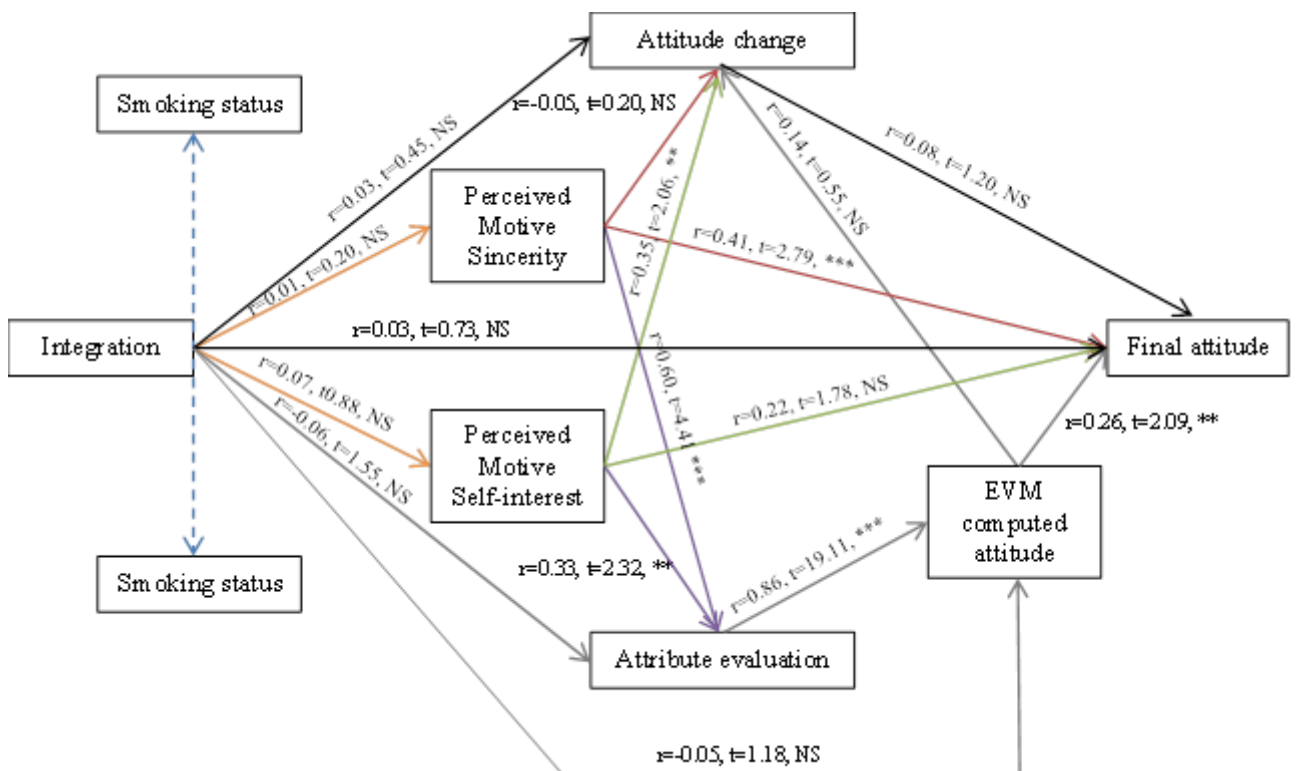 Attitude change
Smoking status
r=-0.05, t=0.20, NS
r=0.03, t=0.45, NS
r=0.14, t=0.55, NS
r=0.08, t=1.20, NS
Perceived
Motive
Sincerity
r=0.35, t=2.06, **
r=0.01, t=0.20, NS
r=0.41, t=2.79, ***
Integration
r=0.03, t=0.73, NS
Final attitude
r=0.07, t0.88, NS
r=0.60, t=4.41, ***
r=-0.06, t=1.55, NS
r=0.22, t=1.78, NS
r=0.26, t=2.09, **
Perceived
Motive
Self-interest
EVM
computed
attitude
Smoking status
r=0.33, t=2.32, **
r=0.86, t=19.11, ***
Attribute evaluation
r=-0.05, t=1.18, NS